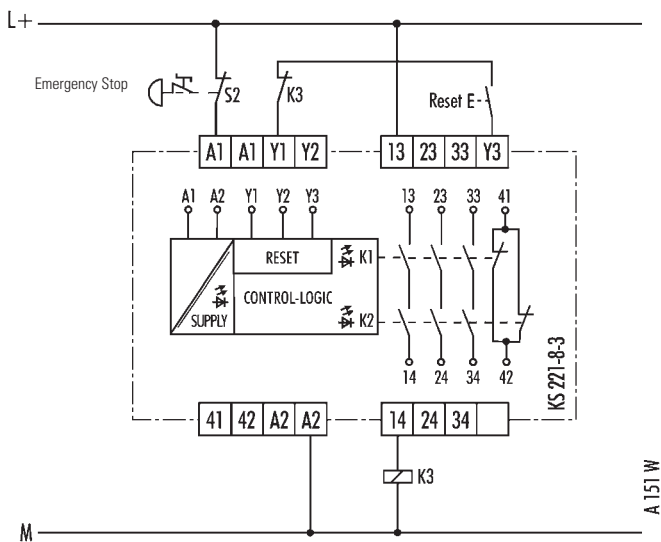 L+
Emergency Stop
S2
K3
Reset E
A1 A1 Y1 Y2
13 23 33 Y3
A1 A2 Y1 Y2 Y3
13 23 33 41
RESET
K1
CONTROL-LOGIC
SUPPLY
K2
14 24 34 42
KS 221-8-3
41 42 A2 A2
14 24 34
K3
A 151 W
M